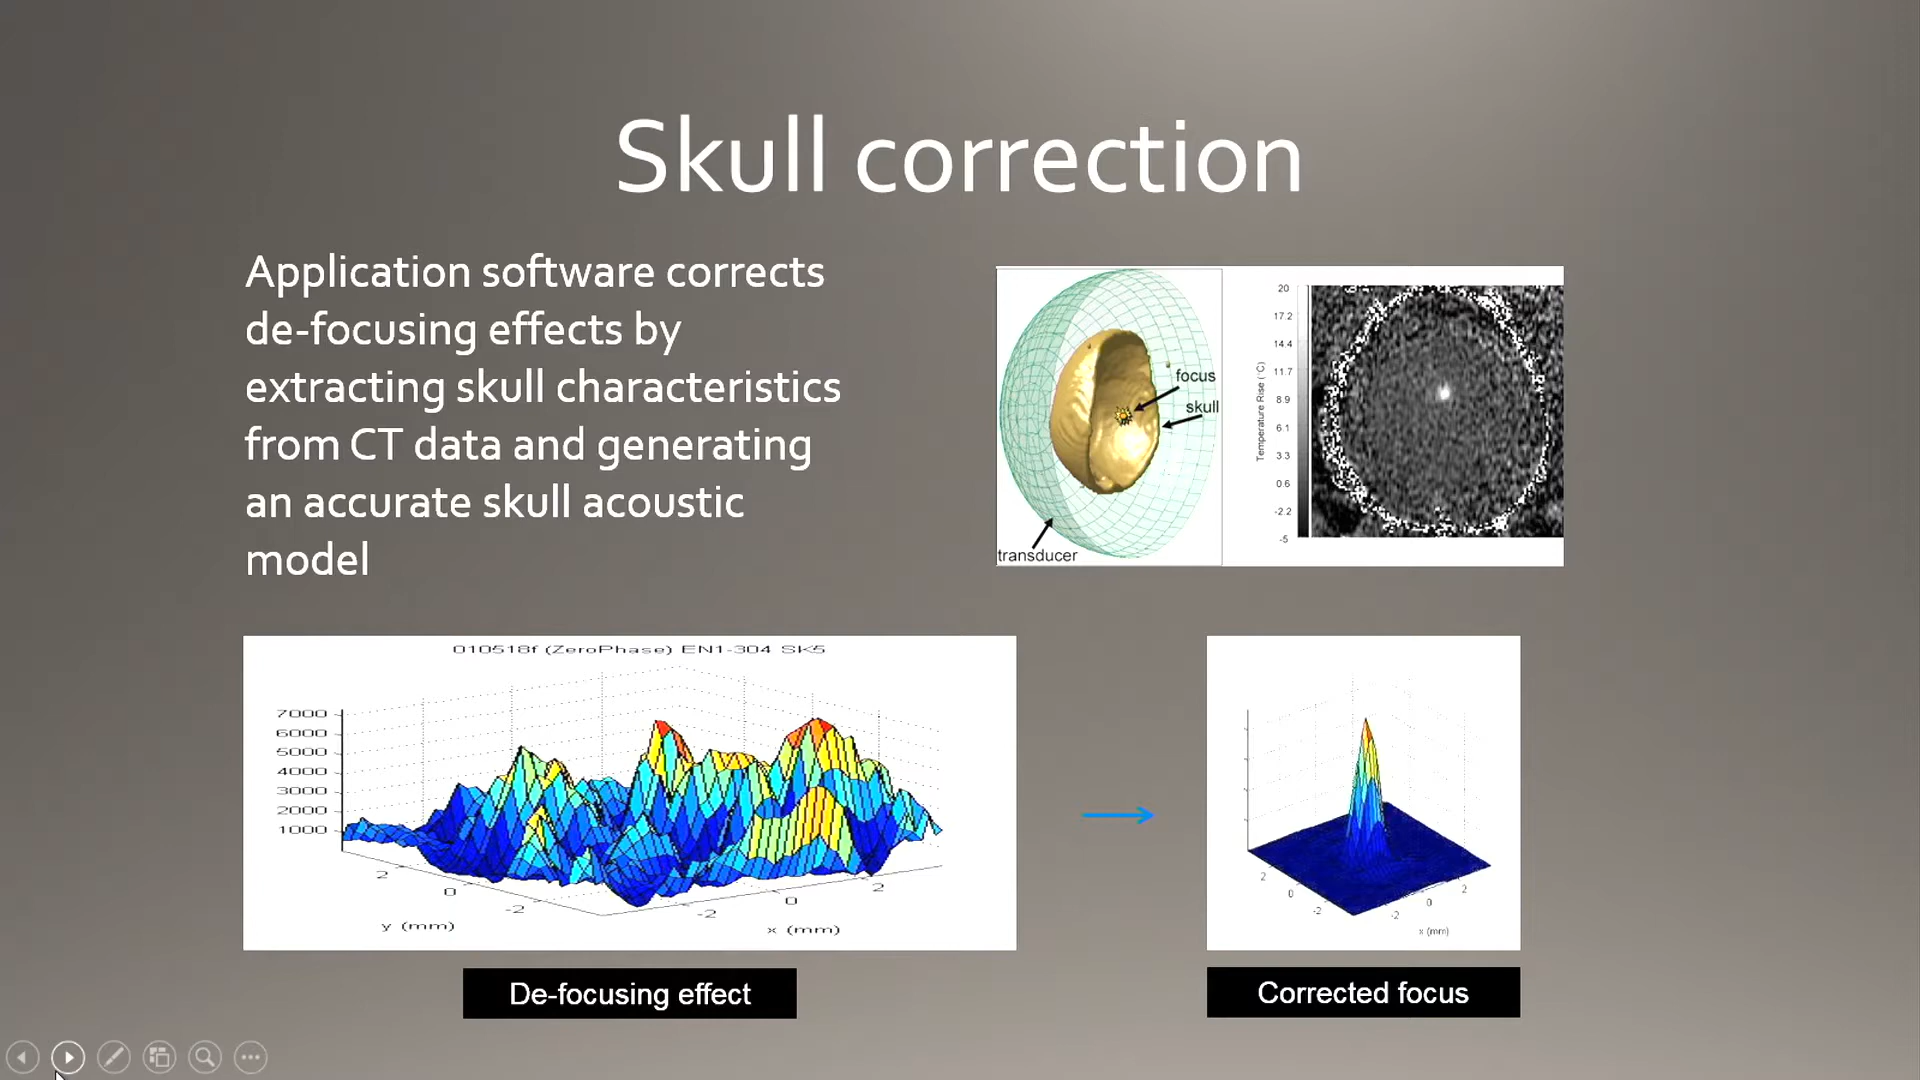 Skull correction
Application software corrects
de-focusing effects by
extracting skull characteristics
from CT data and generating
an accurate skull acoustic
model
focus
skull
transducer
Temperature Rise (°C)
20
17.2
14.4
11.7
8.9
6.1
3.3
0.6
-2.2
-5
010518f (ZeroPhase) EN1-304 SK5
7000
6000
5000
4000
3000
2000
1000
2
0
-2
y (mm)
-2
0
2
x (mm)
De-focusing effect
2
0
-2
-2
0
2
x (mm)
Corrected focus